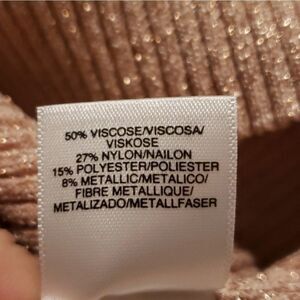 50% VISCOSE/VISCOSA/
VISKOSE
27% NYLON/NAILON
15% POLYESTER/POLIESTER
8% METALLIC/METALICO/
FIBRE METALLIQUE/
METALIZADO/METALLFASER